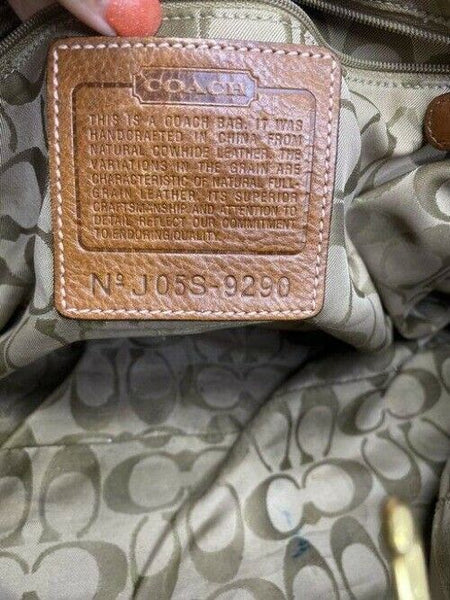 COACH
THIS IS A COACH BAG. IT WAS
HANDCRAFTED IN CHINA FROM
NATURAL COWHIDE LEATHER. THE
VARIATIONS IN THE GRAIN ARE
CHARACTERISTIC OF NATURAL FULL-
GRAIN LEATHER. ITS SUPERIOR
CRAFTSMANSHIP AND ATTENTION TO
DETAIL REFLECT OUR COMMITMENT
TO ENDURING QUALITY.
Nº J05S-9290